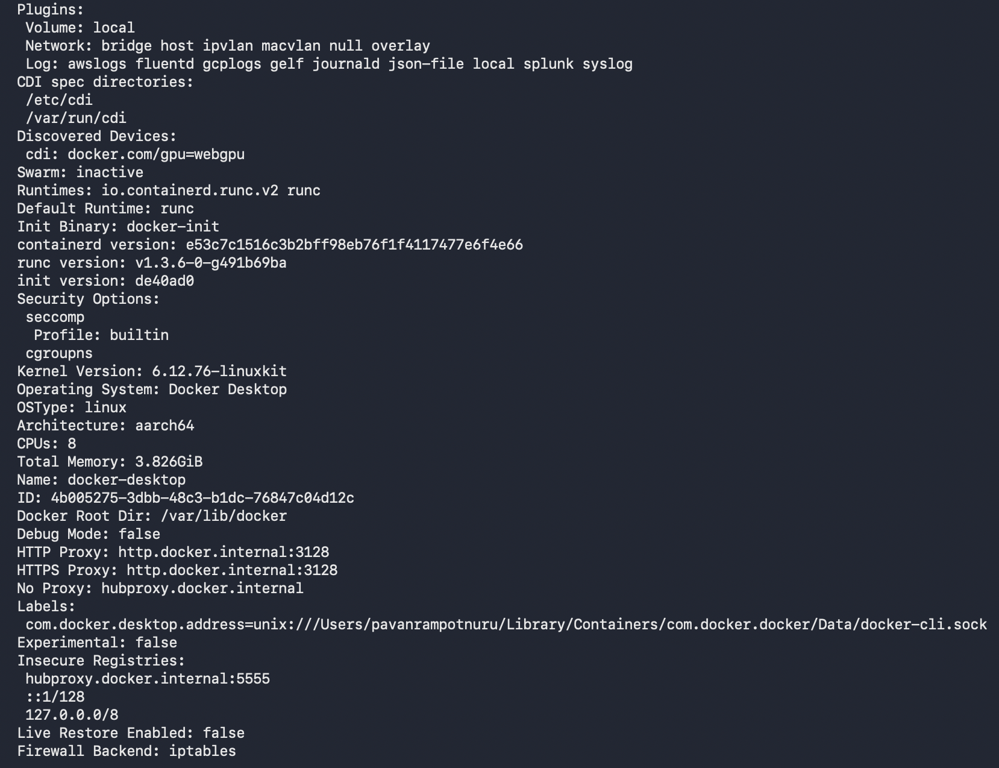 Plugins:
 Volume: local
 Network: bridge host ipvlan macvlan null overlay
 Log: awslogs fluentd gcplogs gelf journald json-file local splunk syslog
CDI spec directories:
 /etc/cdi
 /var/run/cdi
Discovered Devices:
 cdi: docker.com/gpu=webgpu
Swarm: inactive
Runtimes: io.containerd.runc.v2 runc
Default Runtime: runc
Init Binary: docker-init
containerd version: e53c7c1516c3b2bff98eb76f1f4117477e6f4e66
runc version: v1.3.6-0-g491b69ba
init version: de40ad0
Security Options:
 seccomp
  Profile: builtin
 cgroupns
Kernel Version: 6.12.76-linuxkit
Operating System: Docker Desktop
OSType: linux
Architecture: aarch64
CPUs: 8
Total Memory: 3.826GiB
Name: docker-desktop
ID: 4b005275-3dbb-48c3-b1dc-76847c04d12c
Docker Root Dir: /var/lib/docker
Debug Mode: false
HTTP Proxy: http.docker.internal:3128
HTTPS Proxy: http.docker.internal:3128
No Proxy: hubproxy.docker.internal
Labels:
 com.docker.desktop.address=unix:///Users/pavanrampotnuru/Library/Containers/com.docker.docker/Data/docker-cli.sock
Experimental: false
Insecure Registries:
 hubproxy.docker.internal:5555
 ::1/128
 127.0.0.0/8
Live Restore Enabled: false
Firewall Backend: iptables